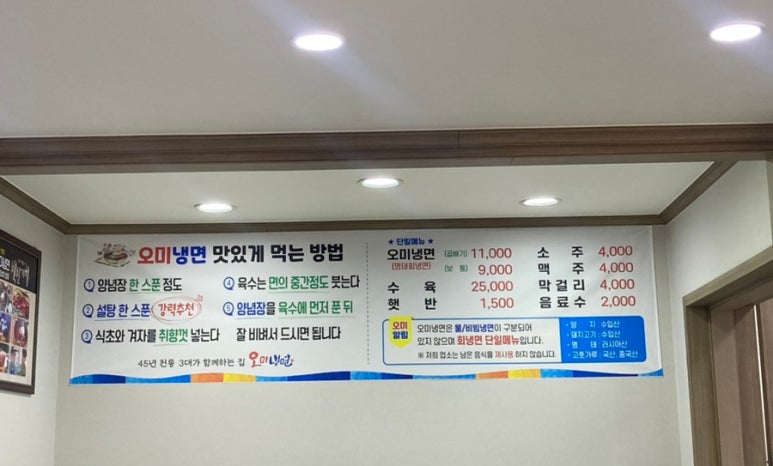 오미냉면 맛있게 먹는 방법
① 양념장 한 스푼 정도
② 설탕 한 스푼 강력추천
③ 식초와 겨자를 취향껏 넣는다
④ 육수는 면의 중간정도 붓는다
⑤ 양념장을 육수에 먼저 푼 뒤
잘 비벼서 드시면 됩니다
45년 전통 3대가 함께하는 집 오미냉면
★ 단일메뉴 ★
오미냉면 (곱빼기) 11,000
(명태회냉면) (보통) 9,000
수육 25,000
햇반 1,500
소주 4,000
맥주 4,000
막걸리 4,000
음료수 2,000
오미알림
오미냉면은 물/비빔냉면이 구분되어
있지 않으며 회냉면 단일메뉴입니다.
※ 저희 업소는 남은 음식을 재사용 하지 않습니다.
· 양지 : 수입산
· 돼지고기 : 수입산
· 명태 : 러시아산
· 고춧가루 : 국산, 중국산